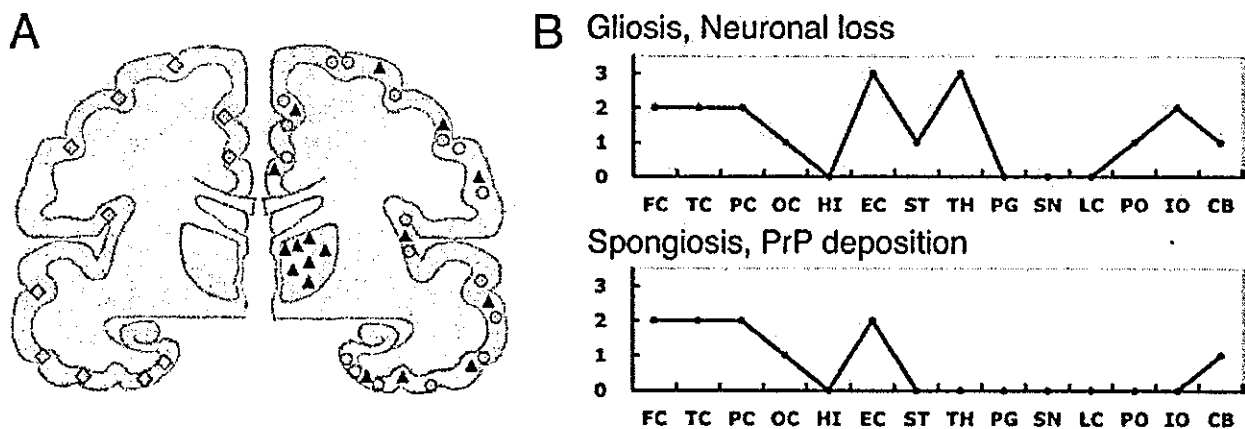 A
B Gliosis, Neuronal loss
3
2
1
0
FC TC PC OC HI EC ST TH PG SN LC PO IO CB
Spongiosis, PrP deposition
3
2
1
0
FC TC PC OC HI EC ST TH PG SN LC PO IO CB